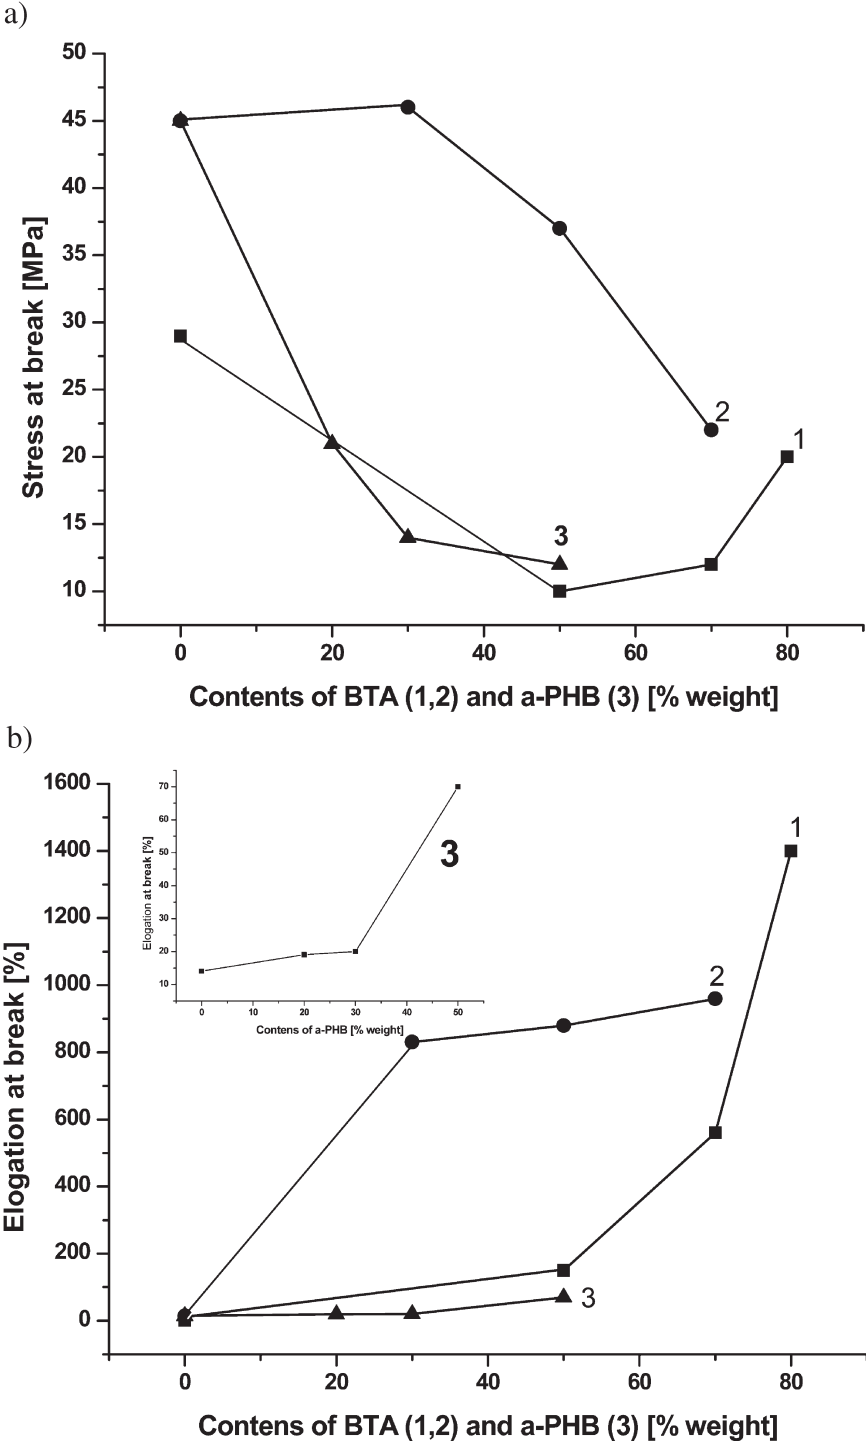 a)
50
45
40
35
30
25
20
15
10
Stress at break [MPa]
2
1
3
0 20 40 60 80
Contents of BTA (1,2) and a-PHB (3) [% weight]
b)
1600
1400
1200
1000
800
600
400
200
0
Elogation at break [%]
70
60
50
40
30
20
10
Elogation at break [%]
3
0 10 20 30 40 50
Contens of a-PHB [% weight]
1
2
3
0 20 40 60 80
Contens of BTA (1,2) and a-PHB (3) [% weight]